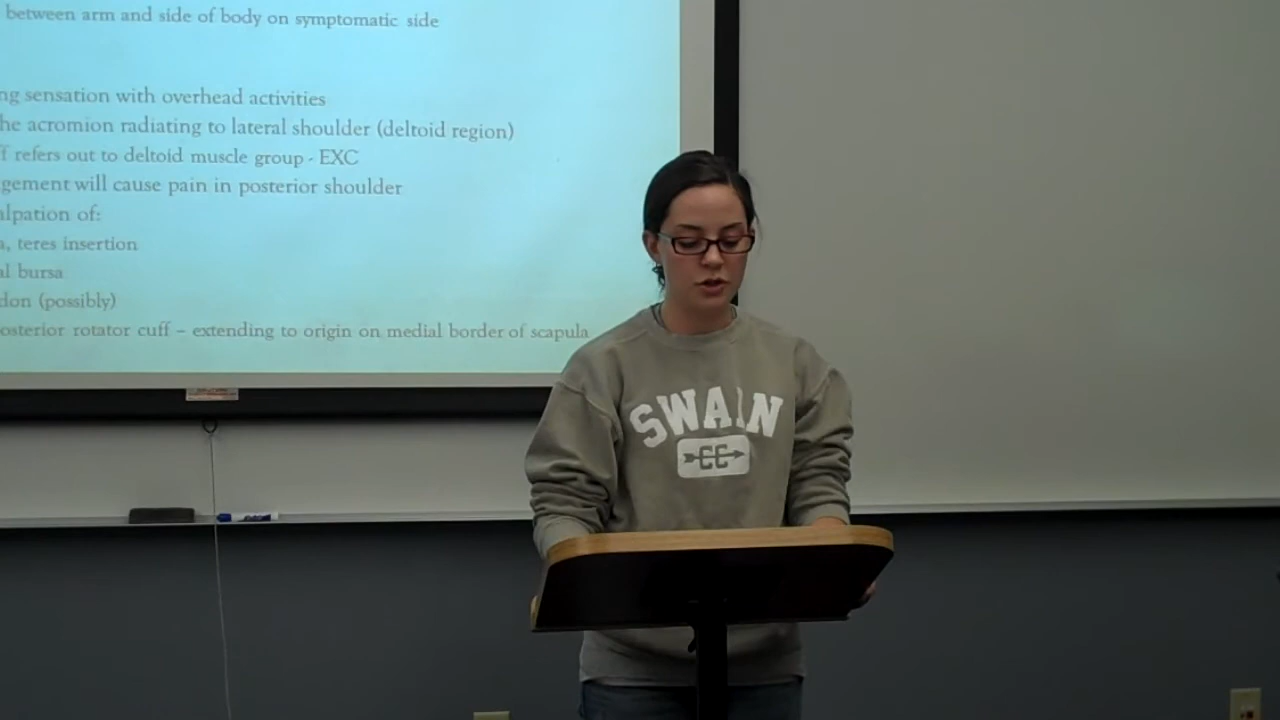 between arm and side of body on symptomatic side
ng sensation with overhead activities
he acromion radiating to lateral shoulder (deltoid region)
f refers out to deltoid muscle group - EXC
gement will cause pain in posterior shoulder
alpation of:
a, teres insertion
al bursa
don (possibly)
osterior rotator cuff – extending to origin on medial border of scapula
SWAIN
CC